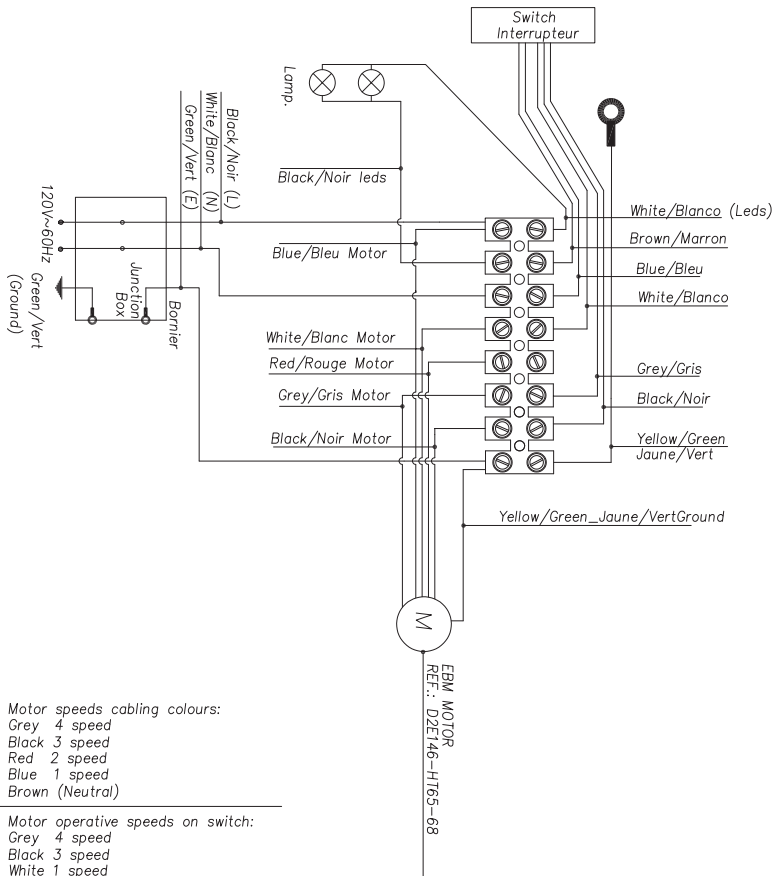 Switch
Interrupteur
Lamp.
Black/Noir (L)
White/Blanc (N)
Green/Vert (E)
Black/Noir leds
White/Blanco (Leds)
Brown/Marron
Blue/Bleu Motor
Blue/Bleu
White/Blanco
120V~60Hz
Green/Vert
(Ground)
Junction
Box
Bornier
White/Blanc Motor
Red/Rouge Motor
Grey/Gris Motor
Grey/Gris
Black/Noir
Black/Noir Motor
Yellow/Green
Jaune/Vert
Yellow/Green_Jaune/VertGround
M
EBM MOTOR
REF.: D2E146-HT65-68
Motor speeds cabling colours:
Grey 4 speed
Black 3 speed
Red 2 speed
Blue 1 speed
Brown (Neutral)
Motor operative speeds on switch:
Grey 4 speed
Black 3 speed
White 1 speed